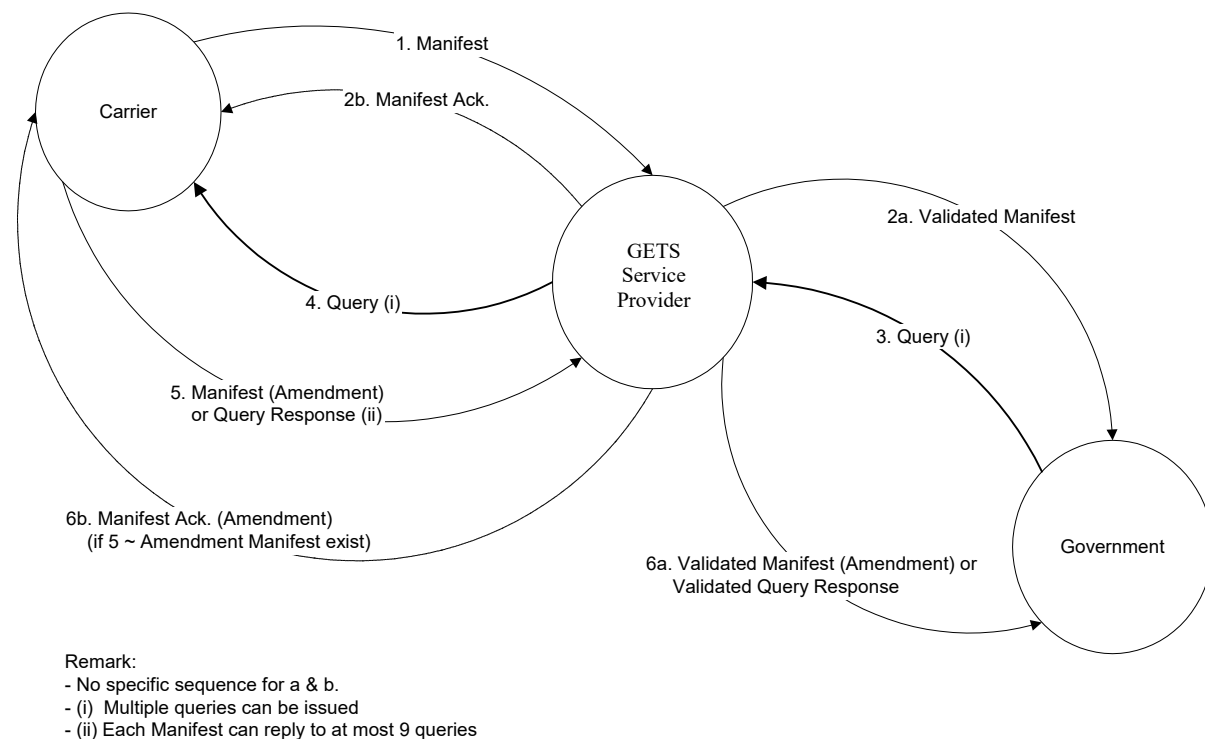 1. Manifest
2b. Manifest Ack.
Carrier
2a. Validated Manifest
GETS
Service
Provider
4. Query (i)
3. Query (i)
5. Manifest (Amendment)
or Query Response (ii)
6b. Manifest Ack. (Amendment)
(if 5 ~ Amendment Manifest exist)
Government
6a. Validated Manifest (Amendment) or
Validated Query Response
Remark:
- No specific sequence for a & b.
- (i)  Multiple queries can be issued
- (ii) Each Manifest can reply to at most 9 queries